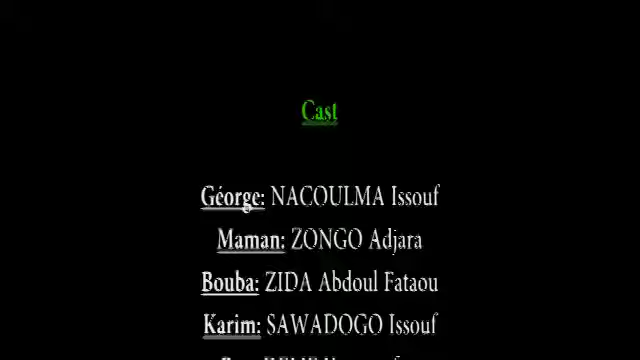 Cast
Géorge: NACOULMA Issouf
Maman: ZONGO Adjara
Bouba: ZIDA Abdoul Fataou
Karim: SAWADOGO Issouf